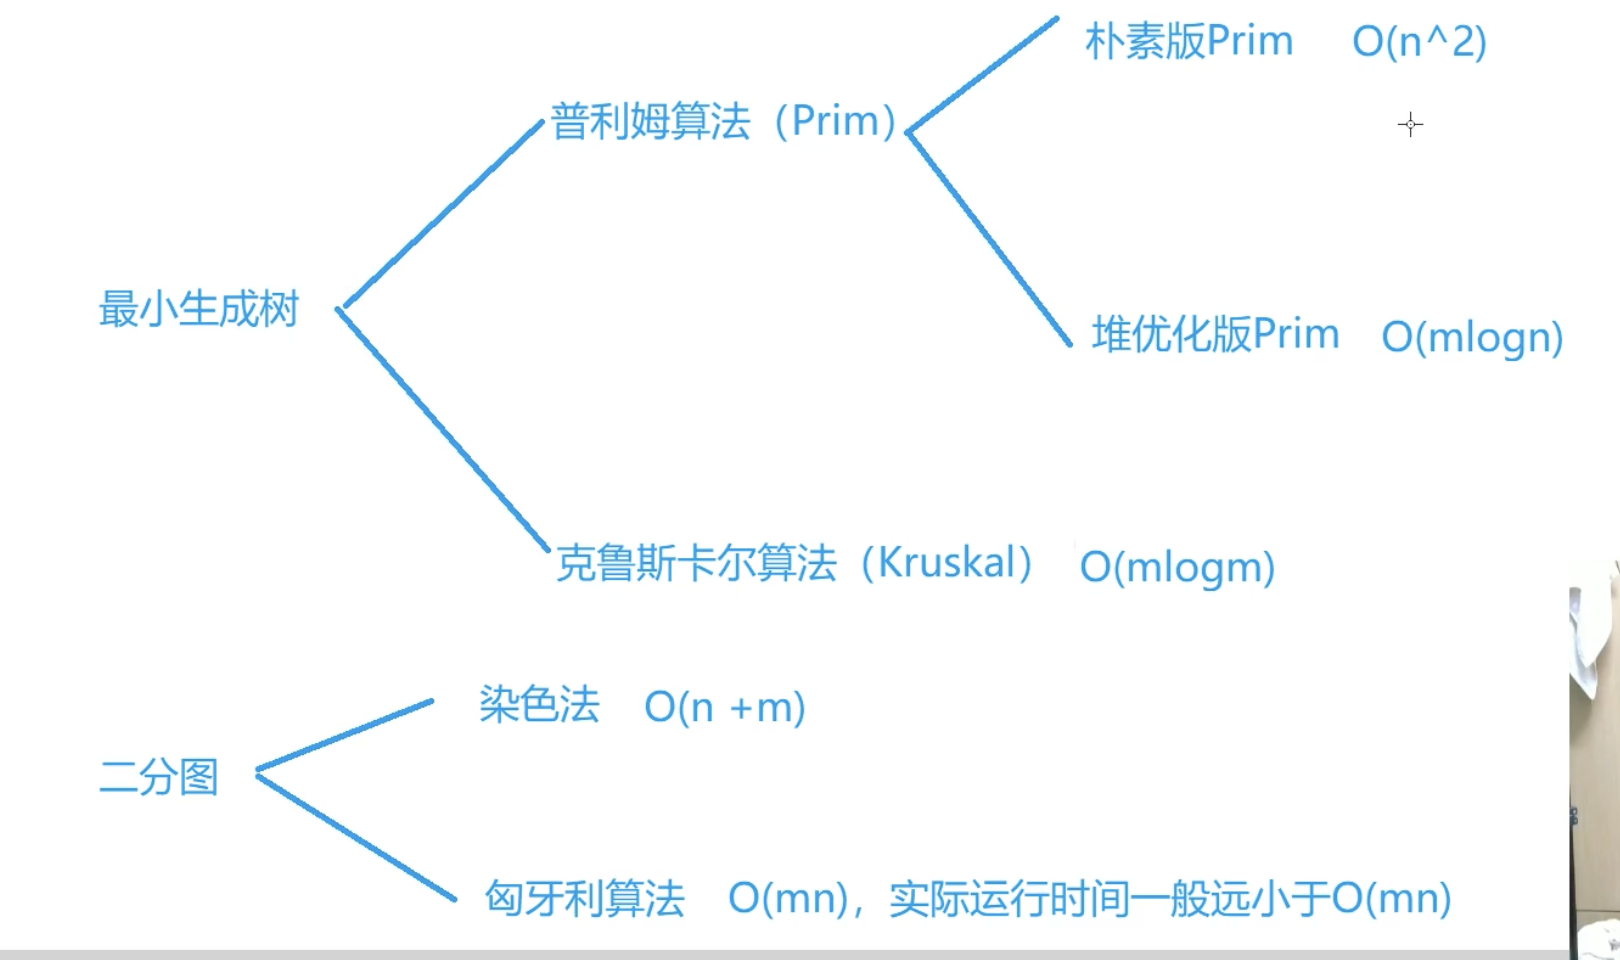 朴素版Prim O(n^2)
普利姆算法（Prim）
最小生成树
堆优化版Prim O(mlogn)
克鲁斯卡尔算法（Kruskal） O(mlogm)
染色法 O(n +m)
二分图
匈牙利算法 O(mn)，实际运行时间一般远小于O(mn)